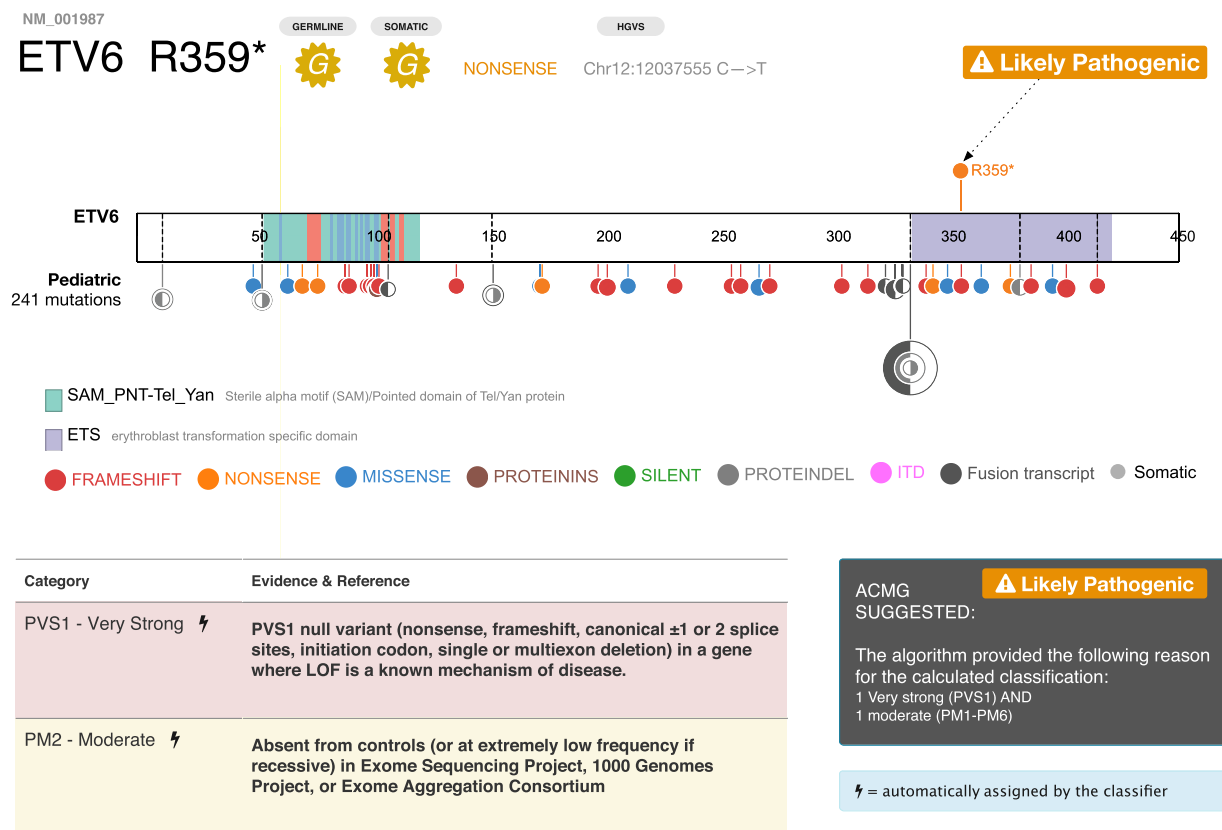 NM_001987
GERMLINE
SOMATIC
HGVS
ETV6 R359*
G
G
NONSENSE
Chr12:12037555 C—>T
Likely Pathogenic
R359*
ETV6
50
100
150
200
250
300
350
400
450
Pediatric
241 mutations
SAM_PNT-Tel_Yan Sterile alpha motif (SAM)/Pointed domain of Tel/Yan protein
ETS erythroblast transformation specific domain
FRAMESHIFT NONSENSE MISSENSE PROTEININS SILENT PROTEINDEL ITD Fusion transcript Somatic
Category
Evidence & Reference
PVS1 - Very Strong
PVS1 null variant (nonsense, frameshift, canonical ±1 or 2 splice
sites, initiation codon, single or multiexon deletion) in a gene
where LOF is a known mechanism of disease.
PM2 - Moderate
Absent from controls (or at extremely low frequency if
recessive) in Exome Sequencing Project, 1000 Genomes
Project, or Exome Aggregation Consortium
ACMG
SUGGESTED:
Likely Pathogenic
The algorithm provided the following reason
for the calculated classification:
1 Very strong (PVS1) AND
1 moderate (PM1-PM6)
= automatically assigned by the classifier